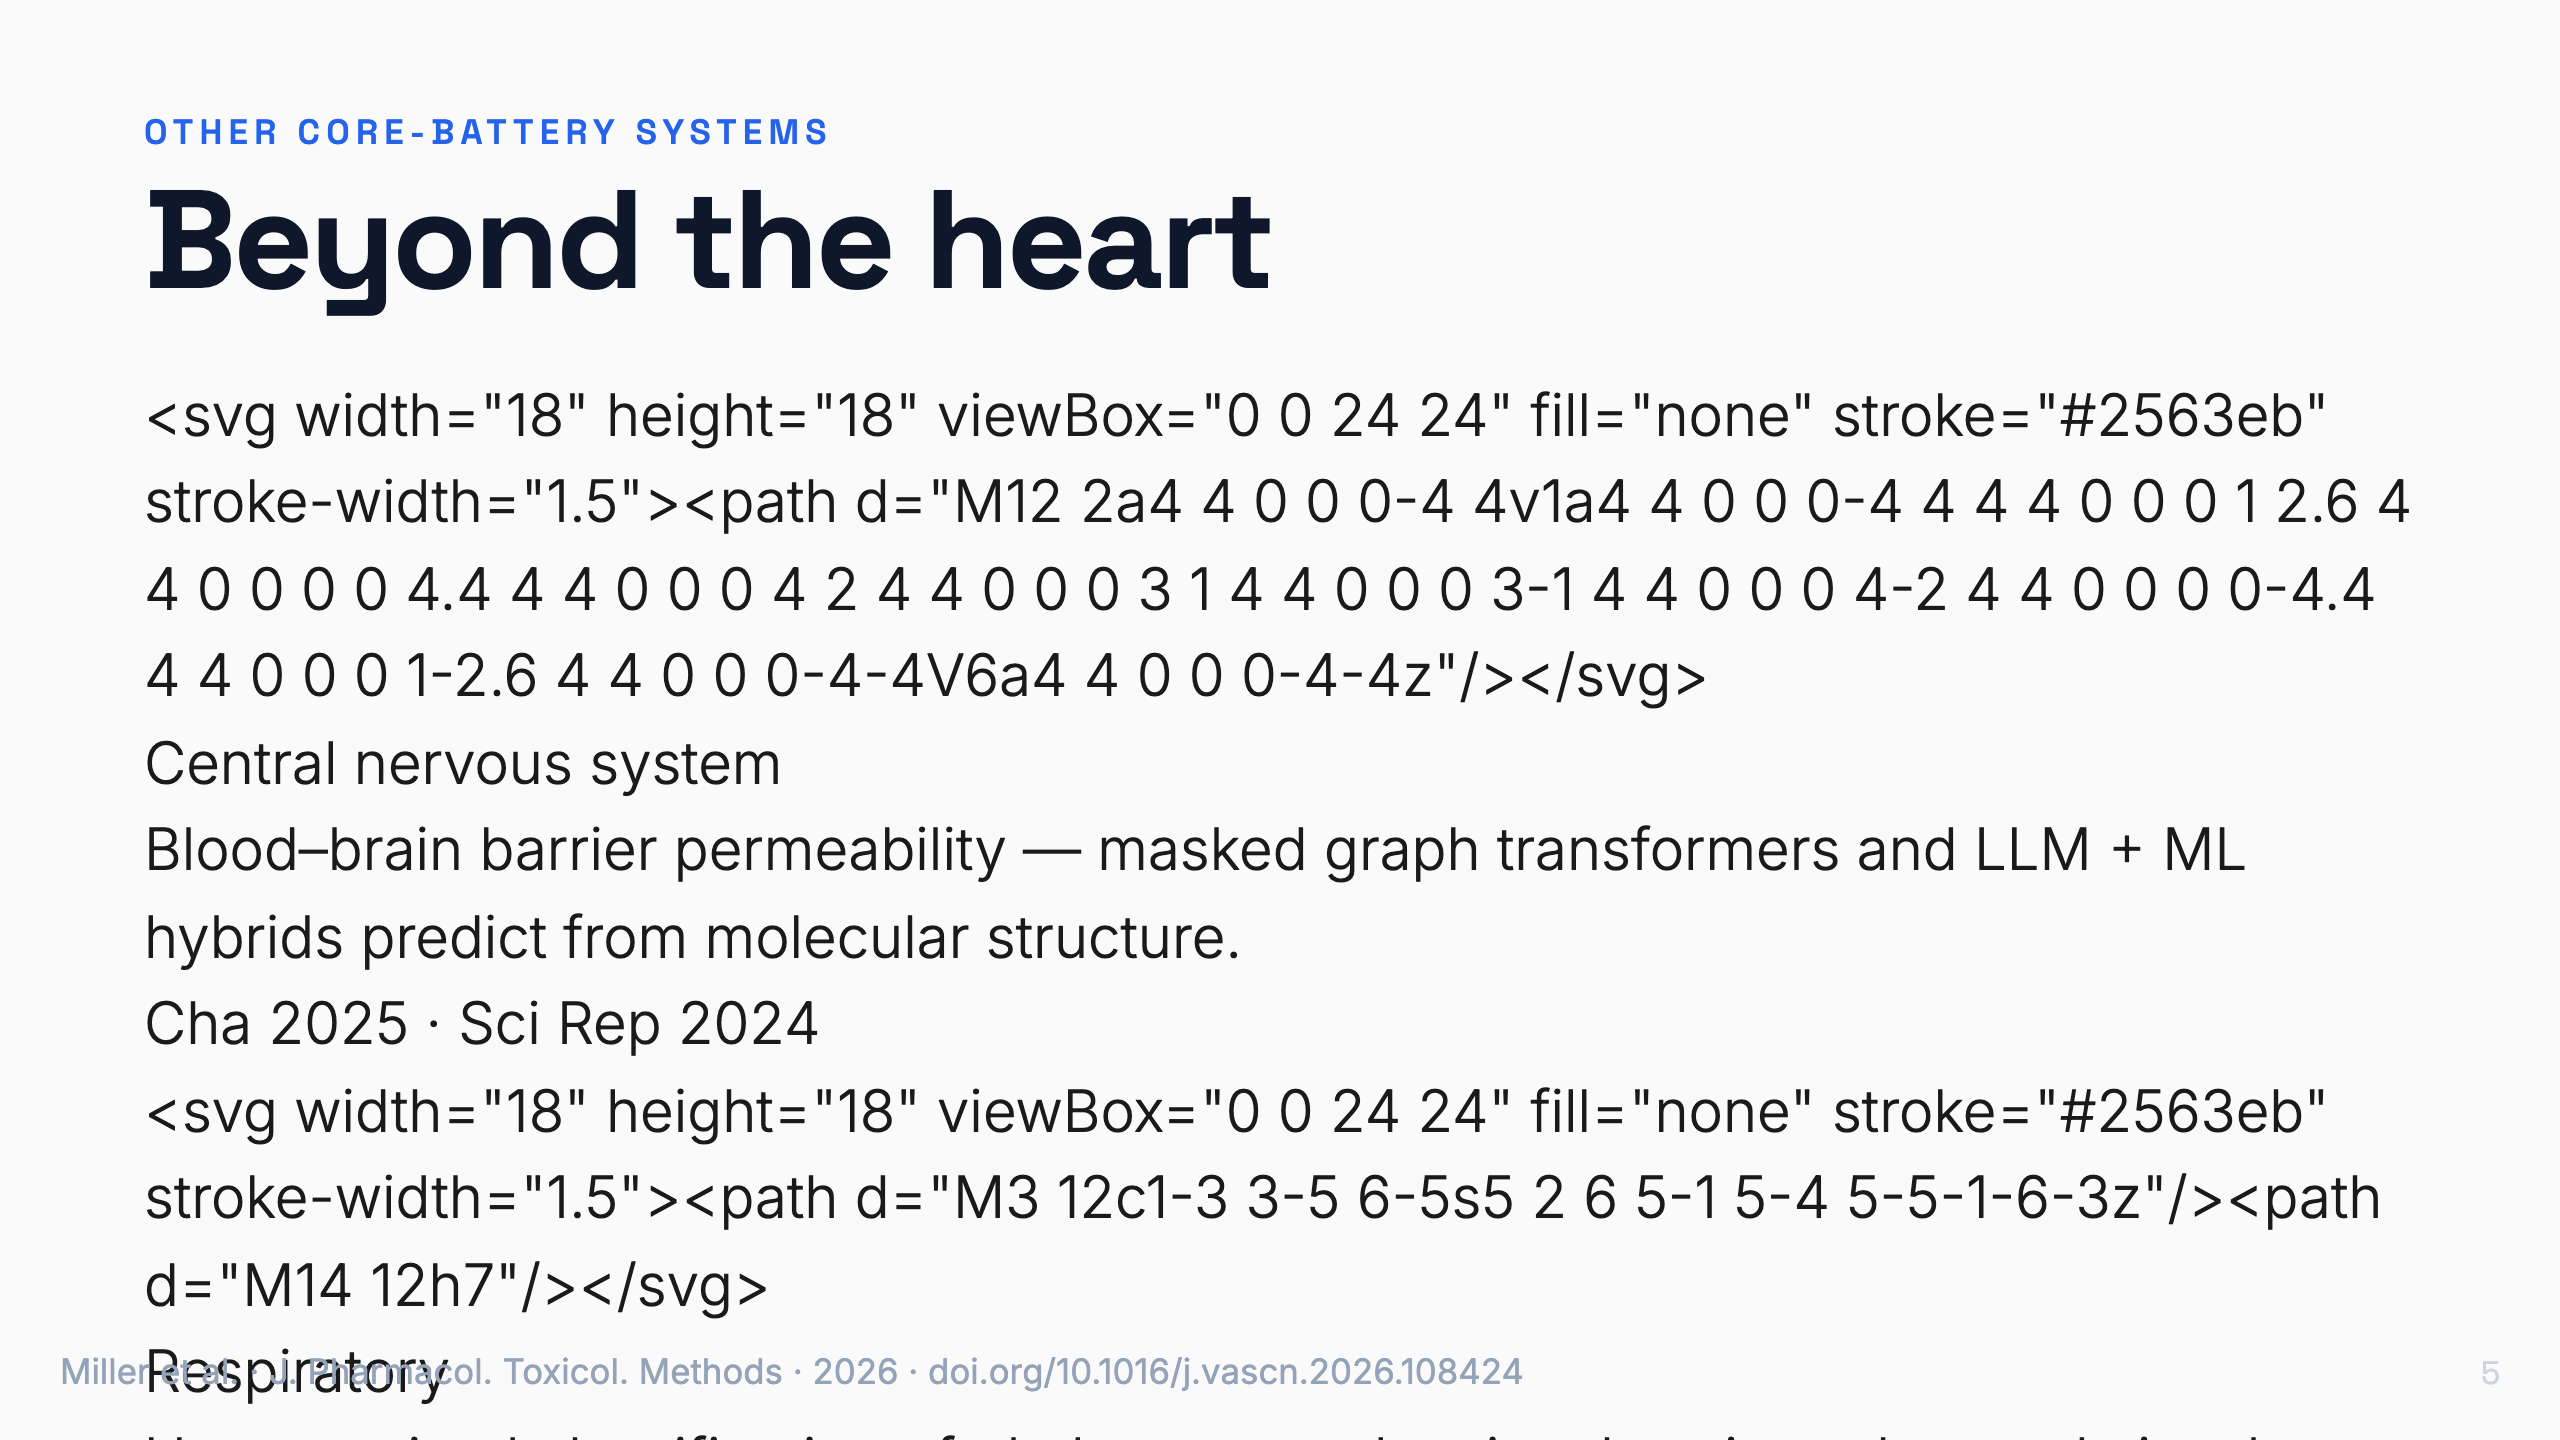 OTHER CORE-BATTERY SYSTEMS
Beyond the heart
<svg width="18" height="18" viewBox="0 0 24 24" fill="none" stroke="#2563eb"
stroke-width="1.5"><path d="M12 2a4 4 0 0 0-4 4v1a4 4 0 0 0-4 4 4 4 0 0 0 1 2.6 4
4 0 0 0 0 4.4 4 4 0 0 0 4 2 4 4 0 0 0 3 1 4 4 0 0 0 3-1 4 4 0 0 0 4-2 4 4 0 0 0 0-4.4
4 4 0 0 0 1-2.6 4 4 0 0 0-4-4V6a4 4 0 0 0-4-4z"/></svg>
Central nervous system
Blood–brain barrier permeability — masked graph transformers and LLM + ML
hybrids predict from molecular structure.
Cha 2025 · Sci Rep 2024
<svg width="18" height="18" viewBox="0 0 24 24" fill="none" stroke="#2563eb"
stroke-width="1.5"><path d="M3 12c1-3 3-5 6-5s5 2 6 5-1 5-4 5-5-1-6-3z"/><path
d="M14 12h7"/></svg>
Respiratory
Miller et al. · J. Pharmacol. Toxicol. Methods · 2026 · doi.org/10.1016/j.vascn.2026.108424
5